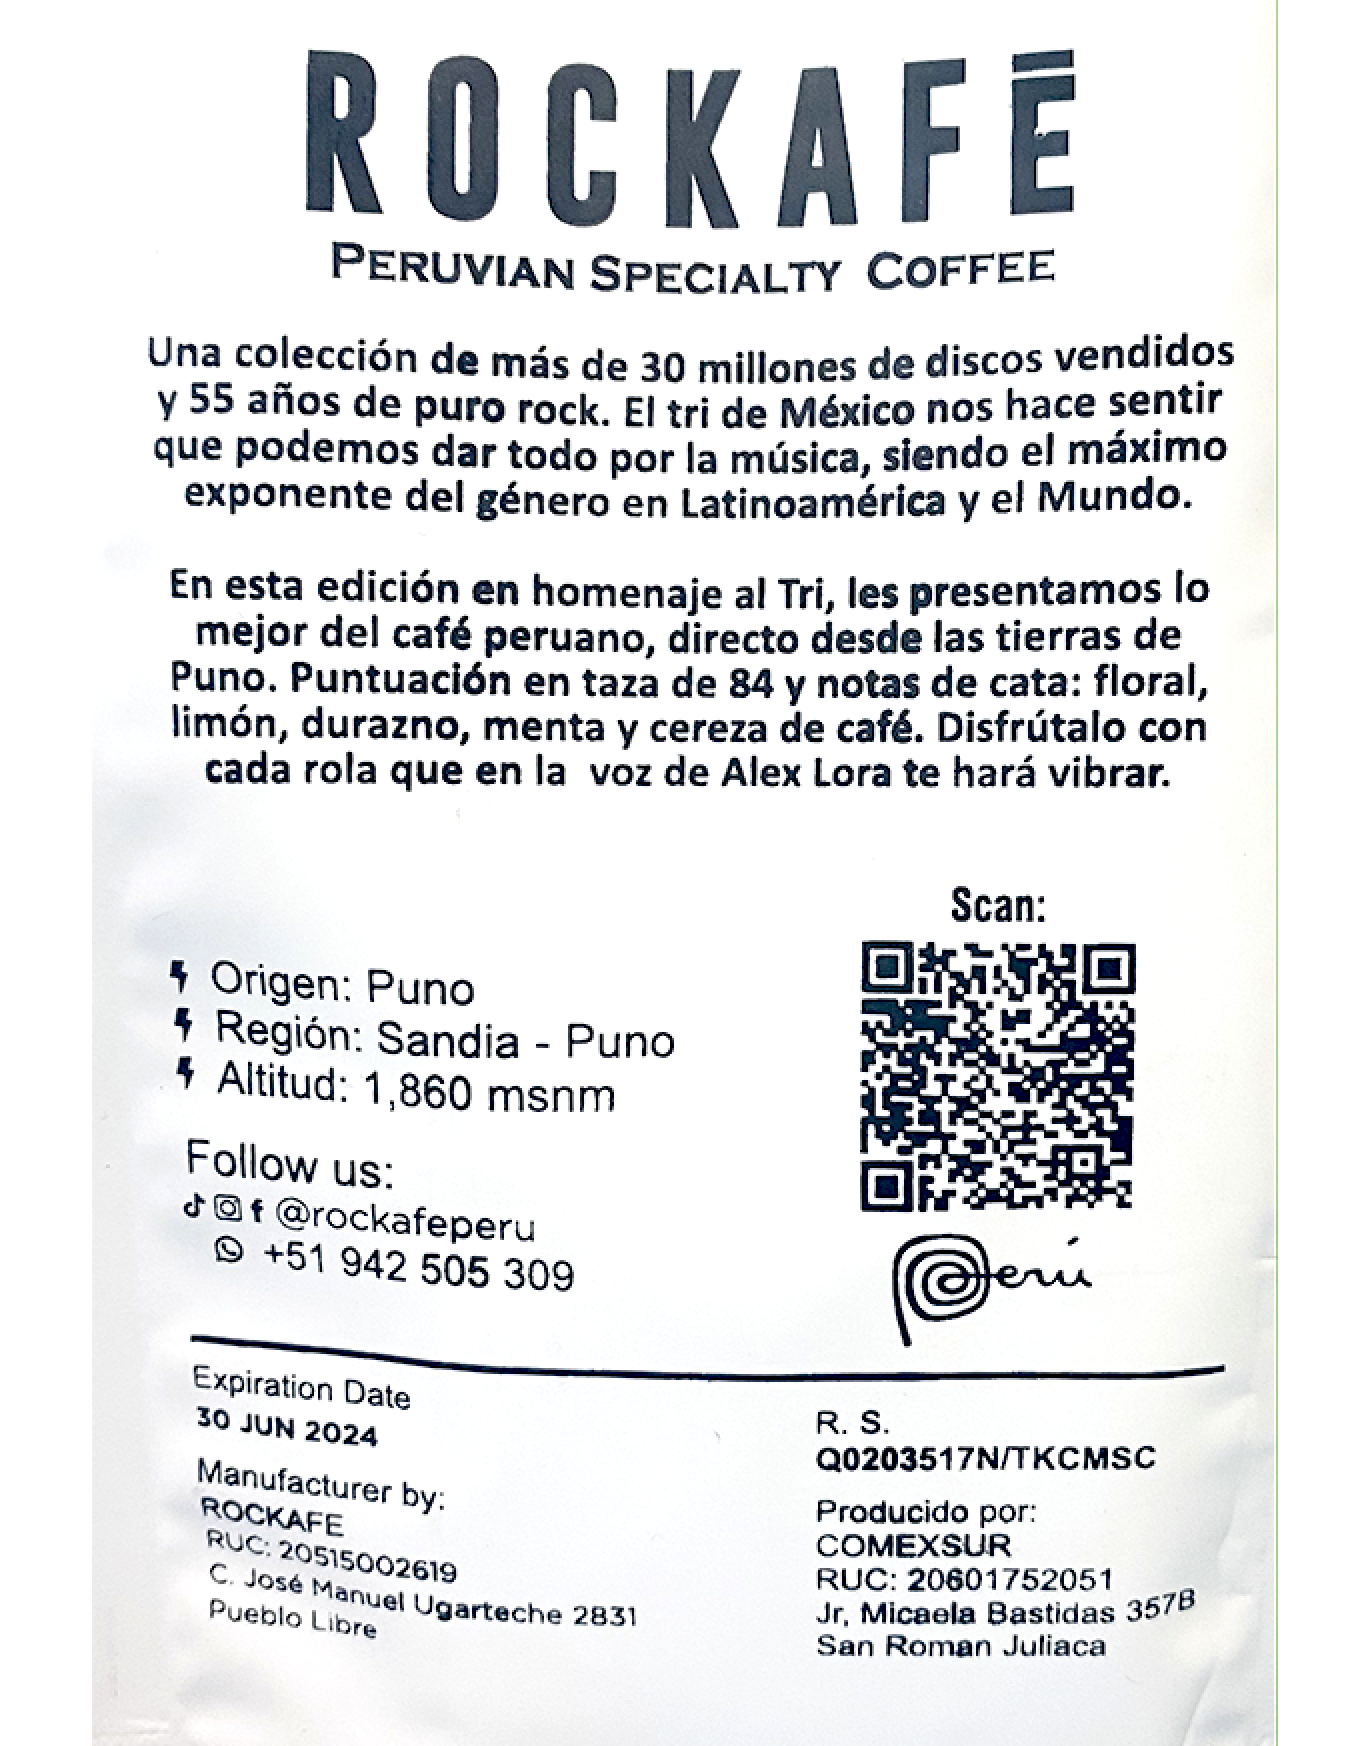 ROCKAFĒ
PERUVIAN SPECIALTY COFFEE
Una colección de más de 30 millones de discos vendidos
y 55 años de puro rock. El tri de México nos hace sentir
que podemos dar todo por la música, siendo el máximo
exponente del género en Latinoamérica y el Mundo.
En esta edición en homenaje al Tri, les presentamos lo
mejor del café peruano, directo desde las tierras de
Puno. Puntuación en taza de 84 y notas de cata: floral,
limón, durazno, menta y cereza de café. Disfrútalo con
cada rola que en la voz de Alex Lora te hará vibrar.
Scan:
Origen: Puno
Región: Sandia - Puno
Altitud: 1,860 msnm
Follow us:
@rockafeperu
+51 942 505 309
Perú
Expiration Date
30 JUN 2024
Manufacturer by:
ROCKAFE
RUC: 20515002619
C. José Manuel Ugarteche 2831
Pueblo Libre
R. S.
Q0203517N/TKCMSC
Producido por:
COMEXSUR
RUC: 20601752051
Jr, Micaela Bastidas 357B
San Roman Juliaca